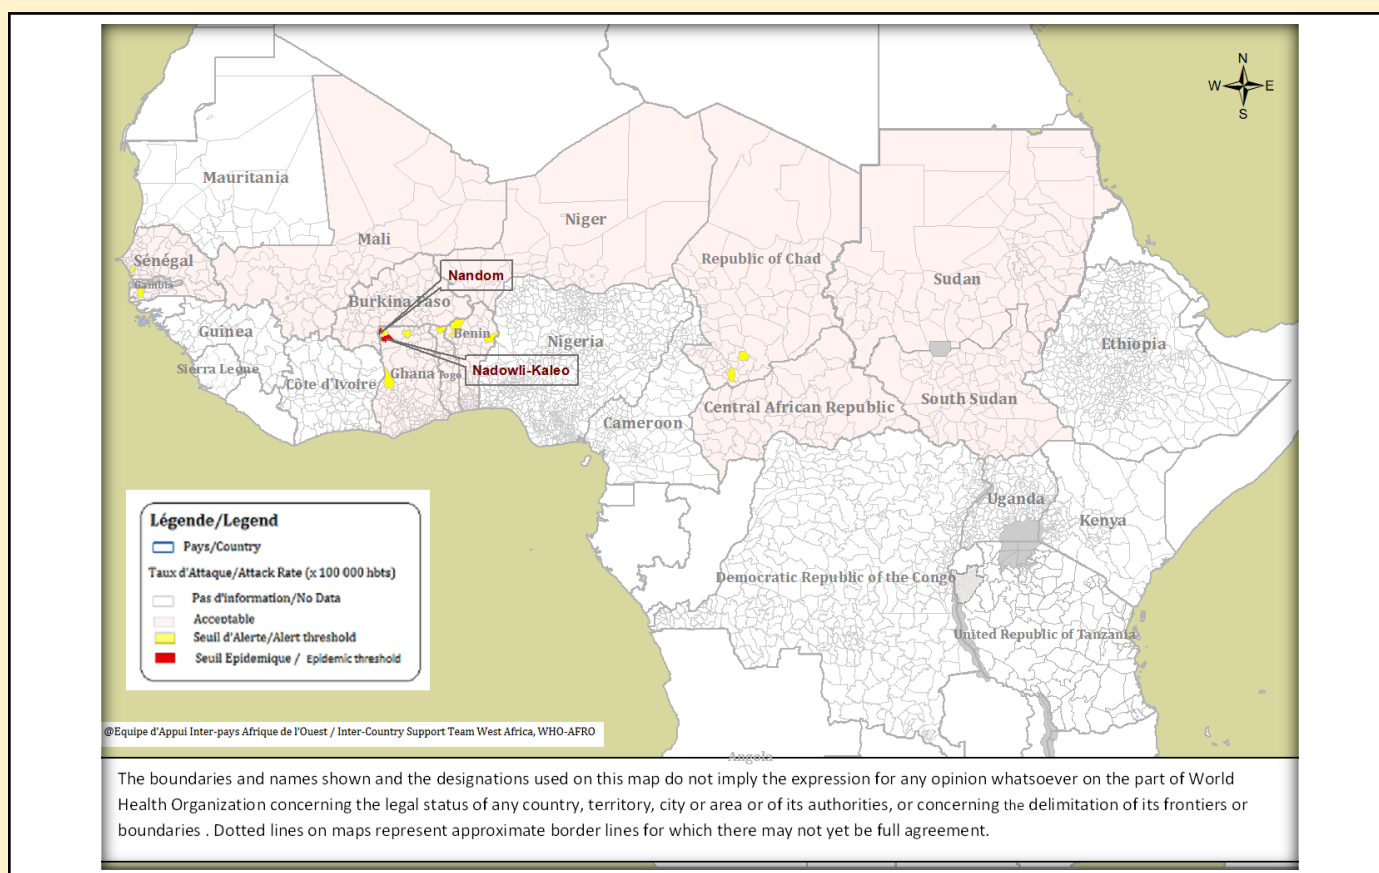 N
W E
S
Mauritania
Mali
Niger
Republic of Chad
Sudan
Sénégal
Gambia
Nandom
Burkina Faso
Guinea
Benin
Nigeria
Ethiopia
Sierra Leone
Côte d'Ivoire
Ghana
Togo
Nadowli-Kaleo
Cameroon
Central African Republic
South Sudan
Uganda
Kenya
Democratic Republic of the Congo
United Republic of Tanzania
Angola
Légende/Legend
Pays/Country
Taux d'Attaque/Attack Rate (x 100 000 hbts)
Pas d'information/No Data
Acceptable
Seuil d'Alerte/Alert threshold
Seuil Epidemique / Epidemic threshold
@Equipe d'Appui Inter-pays Afrique de l'Ouest / Inter-Country Support Team West Africa, WHO-AFRO
The boundaries and names shown and the designations used on this map do not imply the expression for any opinion whatsoever on the part of World
Health Organization concerning the legal status of any country, territory, city or area or of its authorities, or concerning the delimitation of its frontiers or
boundaries . Dotted lines on maps represent approximate border lines for which there may not yet be full agreement.